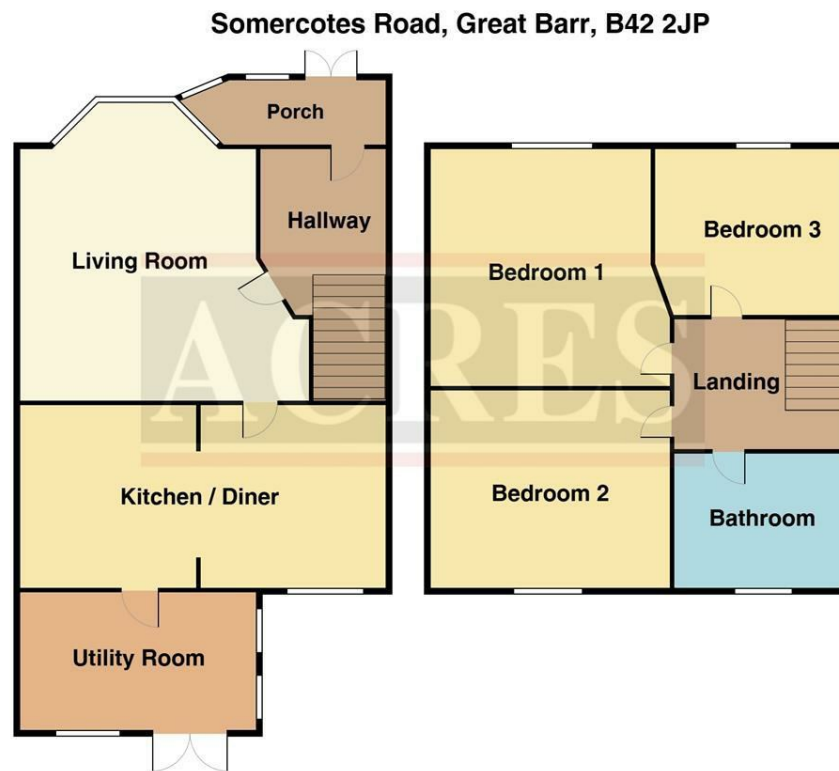 Somercotes Road, Great Barr, B42 2JP
Porch
Hallway
Living Room
Kitchen / Diner
Utility Room
Bedroom 1
Bedroom 3
Landing
Bedroom 2
Bathroom
ACRES